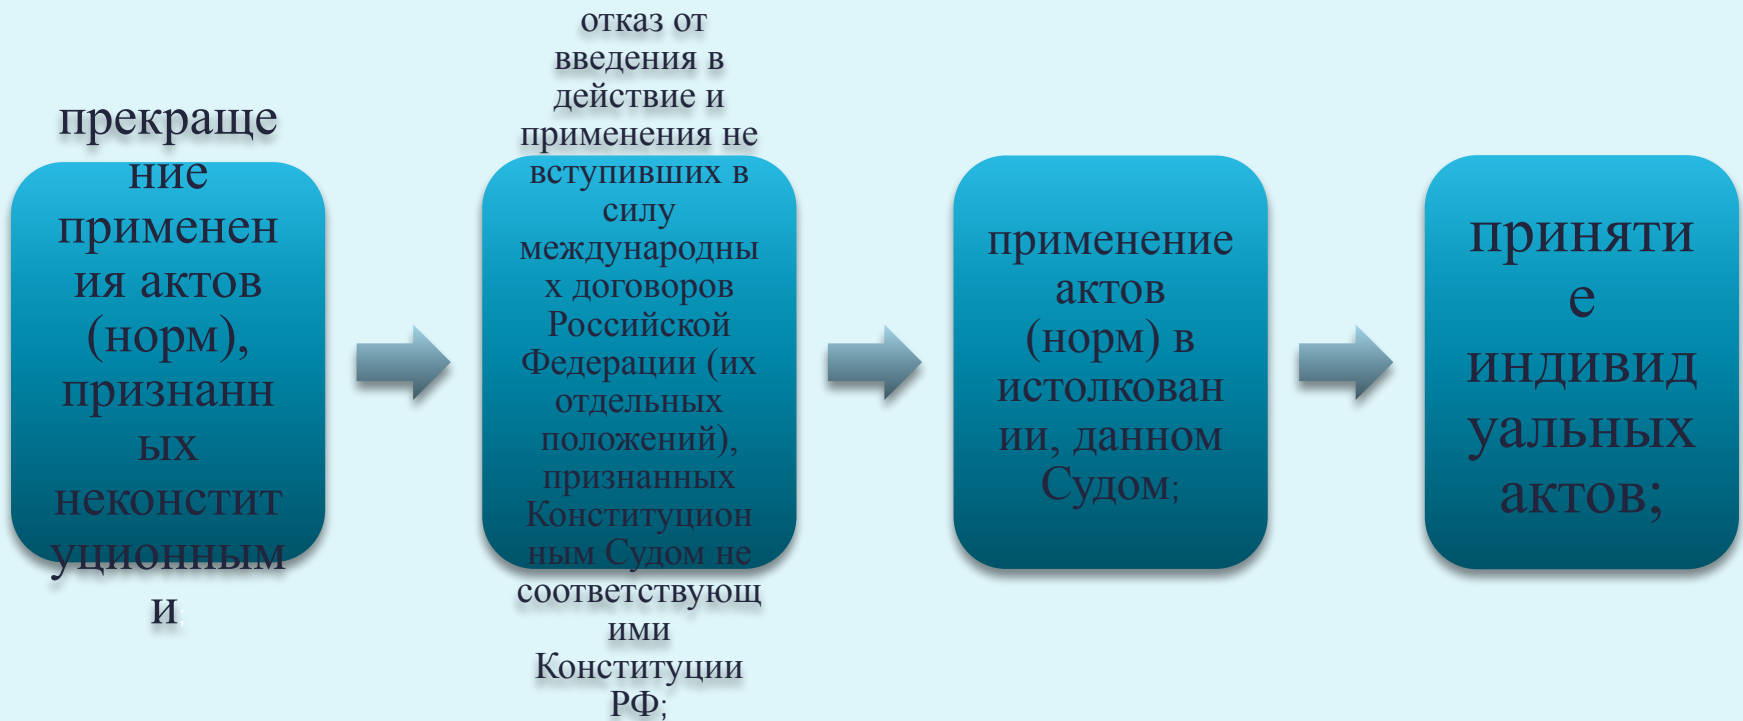 прекраще
ние
применен
ия актов
(норм),
признанн
ых
неконстит
уционным
и;
отказ от
введения в
действие и
применения не
вступивших в
силу
международны
х договоров
Российской
Федерации (их
отдельных
положений),
признанных
Конституцион
ным Судом не
соответствующ
ими
Конституции
РФ;
применение
актов
(норм) в
истолкован
ии, данном
Судом;
приняти
е
индивид
уальных
актов;